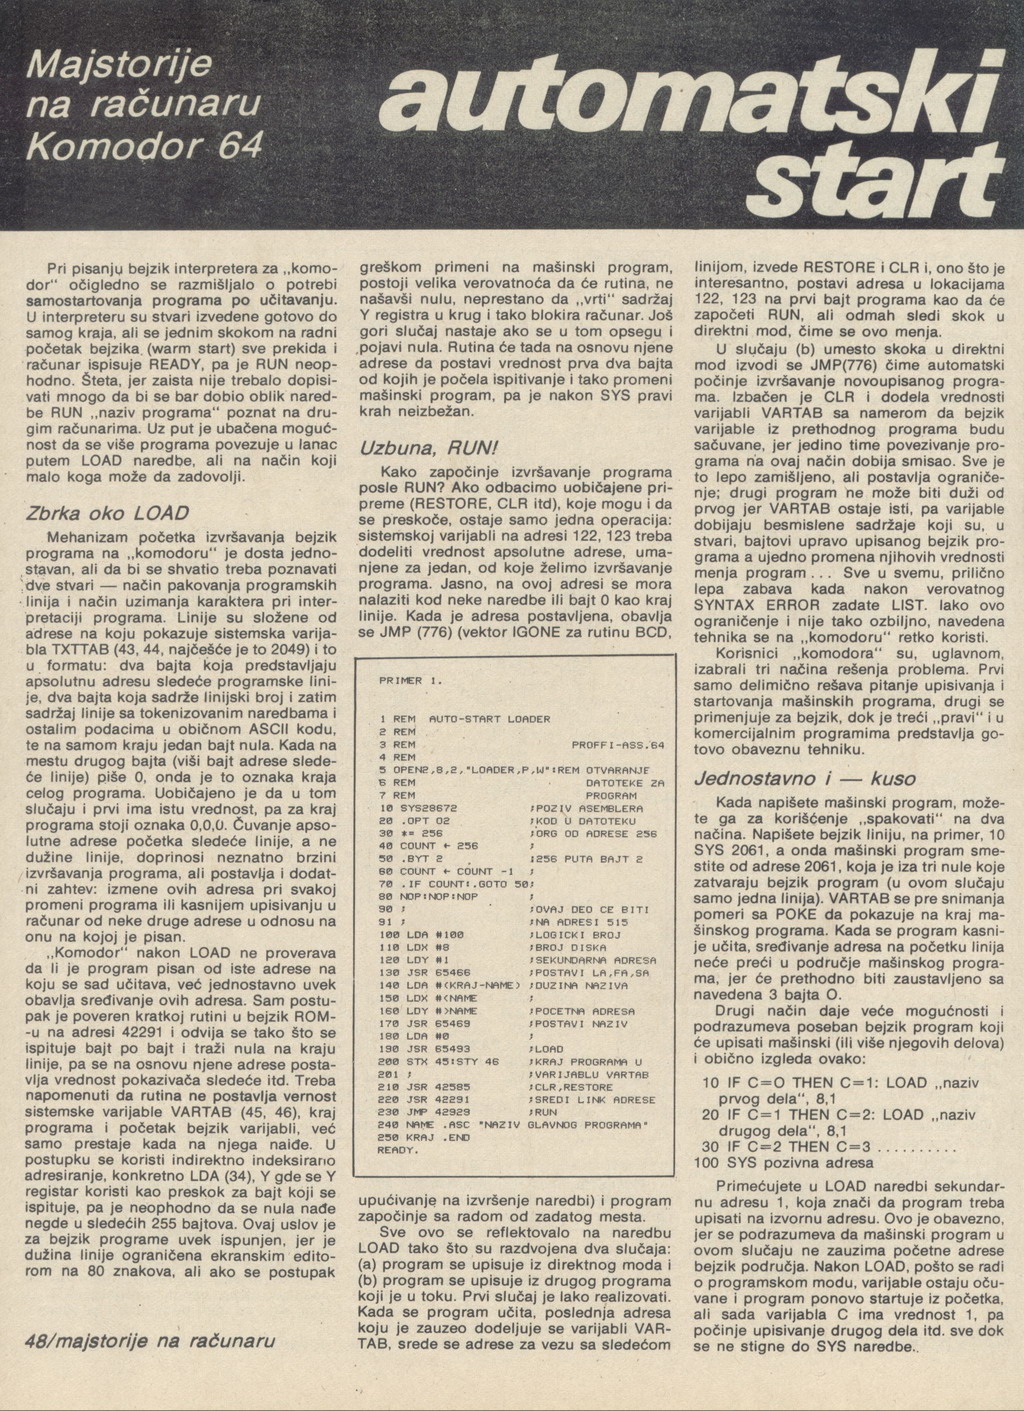 Majstorije
na računaru
Komodor 64
automatski
start
Pri pisanju bejzik interpretera za „komo-
dor" očigledno se razmišljalo o potrebi
samostartovanja programa po učitavanju.
U interpreteru su stvari izvedene gotovo do
samog kraja, ali se jednim skokom na radni
početak bejzika (warm start) sve prekida i
računar ispisuje READY, pa je RUN neop-
hodno. Šteta, jer zaista nije trebalo dopisi-
vati mnogo da bi se bar dobio oblik nared-
be RUN „naziv programa" poznat na dru-
gim računarima. Uz put je ubačena moguć-
nost da se više programa povezuje u lanac
putem LOAD naredbe, ali na način koji
malo koga može da zadovolji.
Zbrka oko LOAD
Mehanizam početka izvršavanja bejzik
programa na „komodoru" je dosta jedno-
stavan, ali da bi se shvatio treba poznavati
dve stvari — način pakovanja programskih
linija i način uzimanja karaktera pri inter-
pretaciji programa. Linije su složene od
adrese na koju pokazuje sistemska varija-
bla TXTTAB (43, 44, najčešće je to 2049) i to
u formatu: dva bajta koja predstavljaju
apsolutnu adresu sledeće programske lini-
je, dva bajta koja sadrže linijski broj i zatim
sadržaj linije sa tokenizovanim naredbama i
ostalim podacima u običnom ASCII kodu,
te na samom kraju jedan bajt nula. Kada na
mestu drugog bajta (viši bajt adrese slede-
će linije) piše 0, onda je to oznaka kraja
celog programa. Uobičajeno je da u tom
slučaju i prvi ima istu vrednost, pa za kraj
programa stoji oznaka 0,0,0. Čuvanje apso-
lutne adrese početka sledeće linije, a ne
dužine linije, doprinosi neznatno brzini
izvršavanja programa, ali postavlja i dodat-
ni zahtev: izmene ovih adresa pri svakoj
promeni programa ili kasnijem upisivanju u
računar od neke druge adrese u odnosu na
onu na kojoj je pisan.
„Komodor" nakon LOAD ne proverava
da li je program pisan od iste adrese na
koju se sad učitava, već jednostavno uvek
obavlja sređivanje ovih adresa. Sam postu-
pak je poveren kratkoj rutini u bejzik ROM-
-u na adresi 42291 i odvija se tako što se
ispituje bajt po bajt i traži nula na kraju
linije, pa se na osnovu njene adrese posta-
vlja vrednost pokazivača sledeće itd. Treba
napomenuti da rutina ne postavlja vernost
sistemske varijable VARTAB (45, 46), kraj
programa i početak bejzik varijabli, već
samo prestaje kada na njega naiđe. U
postupku se koristi indirektno indeksirano
adresiranje, konkretno LDA (34), Y gde se Y
registar koristi kao preskok za bajt koji se
ispituje, pa je neophodno da se nula nađe
negde u sledećih 255 bajtova. Ovaj uslov je
za bejzik programe uvek ispunjen, jer je
dužina linije ograničena ekranskim edito-
rom na 80 znakova, ali ako se postupak
48/majstorije na računaru
greškom primeni na mašinski program,
postoji velika verovatnoća da će rutina, ne
našavši nulu, neprestano da „vrti" sadržaj
Y registra u krug i tako blokira računar. Još
gori slučaj nastaje ako se u tom opsegu i
pojavi nula. Rutina će tada na osnovu njene
adrese da postavi vrednost prva dva bajta
od kojih je počela ispitivanje i tako promeni
mašinski program, pa je nakon SYS pravi
krah neizbežan.
Uzbuna, RUN!
Kako započinje izvršavanje programa
posle RUN? Ako odbacimo uobičajene pri-
preme (RESTORE, CLR itd), koje mogu i da
se preskoče, ostaje samo jedna operacija:
sistemskoj varijabli na adresi 122, 123 treba
dodeliti vrednost apsolutne adrese, uma-
njene za jedan, od koje želimo izvršavanje
programa. Jasno, na ovoj adresi se mora
nalaziti kod neke naredbe ili bajt 0 kao kraj
linije. Kada je adresa postavljena, obavlja
se JMP (776) (vektor IGONE za rutinu BCD,
PRIMER 1.
1 REM AUTO-START LOADER
2 REM
3 REM PROFFI-ASS.64
4 REM
5 OPEN2,8,2,"LOADER,P,W":REM OTVARANJE
6 REM DATOTEKE ZA
7 REM PROGRAM
10 SYS28672 ;POZIV ASEMBLERA
20 .OPT O2 ;KOD U DATOTEKU
30 *= 256 ;ORG OD ADRESE 256
40 COUNT ← 256 ;
50 .BYT 2 ;256 PUTA BAJT 2
60 COUNT ← COUNT -1 ;
70 .IF COUNT:.GOTO 50;
80 NOP:NOP:NOP ;
90 ; ;OVAJ DEO CE BITI
91 ; ;NA ADRESI 515
100 LDA #100 ;LOGICKI BROJ
110 LDX #8 ;BROJ DISKA
120 LDY #1 ;SEKUNDARNA ADRESA
130 JSR 65466 ;POSTAVI LA,FA,SA
140 LDA #<KRAJ-NAME> ;DUZINA NAZIVA
150 LDX #<NAME ;
160 LDY #>NAME ;POCETNA ADRESA
170 JSR 65469 ;POSTAVI NAZIV
180 LDA #0 ;
190 JSR 65493 ;LOAD
200 STX 45:STY 46 ;KRAJ PROGRAMA U
201 ; ;VARIJABLU VARTAB
210 JSR 42585 ;CLR,RESTORE
220 JSR 42291 ;SREDI LINK ADRESE
230 JMP 42929 ;RUN
240 NAME .ASC "NAZIV GLAVNOG PROGRAMA"
250 KRAJ .END
READY.
upućivanje na izvršenje naredbi) i program
započinje sa radom od zadatog mesta.
Sve ovo se reflektovalo na naredbu
LOAD tako što su razdvojena dva slučaja:
(a) program se upisuje iz direktnog moda i
(b) program se upisuje iz drugog programa
koji je u toku. Prvi slučaj je lako realizovati.
Kada se program učita, poslednja adresa
koju je zauzeo dodeljuje se varijabli VAR-
TAB, srede se adrese za vezu sa sledećom
linijom, izvede RESTORE i CLR i, ono što je
interesantno, postavi adresa u lokacijama
122, 123 na prvi bajt programa kao da će
započeti RUN, ali odmah sledi skok u
direktni mod, čime se ovo menja.
U slučaju (b) umesto skoka u direktni
mod izvodi se JMP(776) čime automatski
počinje izvršavanje novoupisanog progra-
ma. Izbačen je CLR i dodela vrednosti
varijabli VARTAB sa namerom da bejzik
varijable iz prethodnog programa budu
sačuvane, jer jedino time povezivanje pro-
grama na ovaj način dobija smisao. Sve je
to lepo zamišljeno, ali postavlja ograniče-
nje; drugi program ne može biti duži od
prvog jer VARTAB ostaje isti, pa varijable
dobijaju besmislene sadržaje koji su, u
stvari, bajtovi upravo upisanog bejzik pro-
grama a ujedno promena njihovih vrednosti
menja program... Sve u svemu, prilično
lepa zabava kada nakon verovatnog
SYNTAX ERROR zadate LIST. Iako ovo
ograničenje i nije tako ozbiljno, navedena
tehnika se na „komodoru" retko koristi.
Korisnici „komodora" su, uglavnom,
izabrali tri načina rešenja problema. Prvi
samo delimično rešava pitanje upisivanja i
startovanja mašinskih programa, drugi se
primenjuje za bejzik, dok je treći „pravi" i u
komercijalnim programima predstavlja go-
tovo obaveznu tehniku.
Jednostavno i — kuso
Kada napišete mašinski program, može-
te ga za korišćenje „spakovati" na dva
načina. Napišete bejzik liniju, na primer, 10
SYS 2061, a onda mašinski program sme-
stite od adrese 2061, koja je iza tri nule koje
zatvaraju bejzik program (u ovom slučaju
samo jedna linija). VARTAB se pre snimanja
pomeri sa POKE da pokazuje na kraj ma-
šinskog programa. Kada se program kasni-
je učita, sređivanje adresa na početku linija
neće preći u područje mašinskog progra-
ma, jer će prethodno biti zaustavljeno sa
navedena 3 bajta O.
Drugi način daje veće mogućnosti i
podrazumeva poseban bejzik program koji
će upisati mašinski (ili više njegovih delova)
i obično izgleda ovako:
10 IF C=O THEN C=1: LOAD „naziv
prvog dela", 8,1
20 IF C=1 THEN C=2: LOAD „naziv
drugog dela", 8,1
30 IF C=2 THEN C=3 ..........
100 SYS pozivna adresa
Primećujete u LOAD naredbi sekundar-
nu adresu 1, koja znači da program treba
upisati na izvornu adresu. Ovo je obavezno,
jer se podrazumeva da mašinski program u
ovom slučaju ne zauzima početne adrese
bejzik područja. Nakon LOAD, pošto se radi
o programskom modu, varijable ostaju oču-
vane i program ponovo startuje iz početka,
ali sada varijabla C ima vrednost 1, pa
počinje upisivanje drugog dela itd. sve dok
se ne stigne do SYS naredbe.